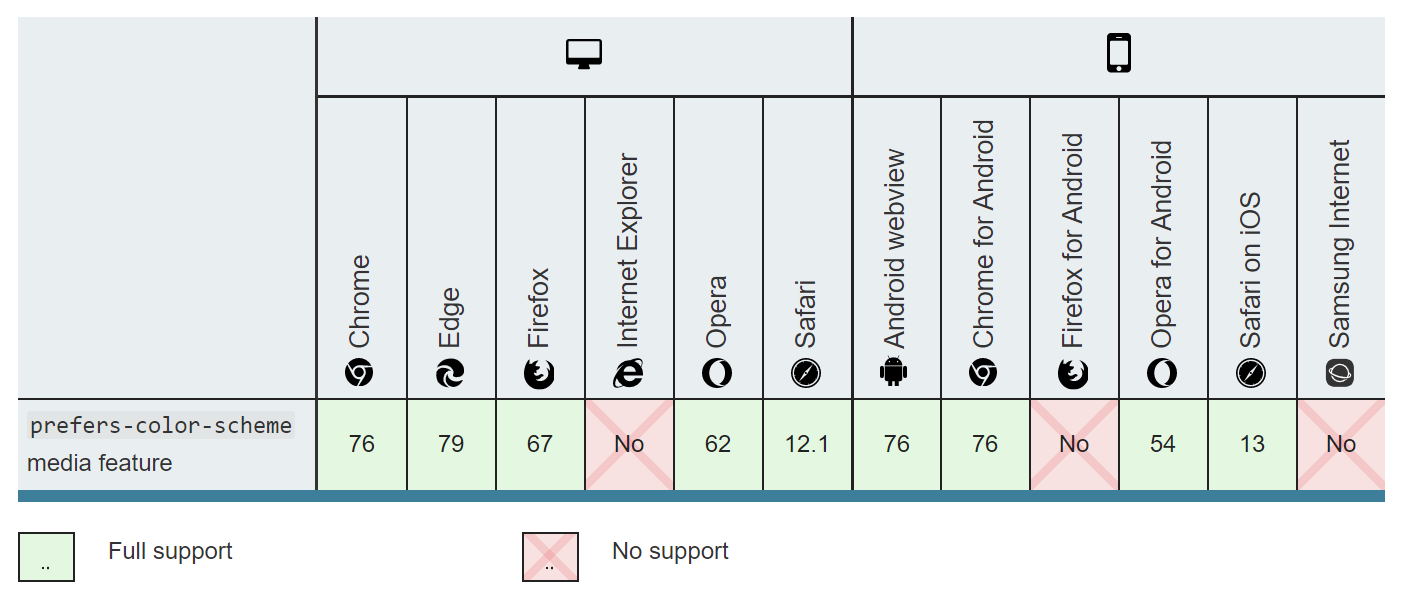 Chrome
Edge
Firefox
Internet Explorer
Opera
Safari
Android webview
Chrome for Android
Firefox for Android
Opera for Android
Safari on iOS
Samsung Internet
prefers-color-scheme
media feature
76 79 67 No 62 12.1 76 76 No 54 13 No
.. Full support
.. No support